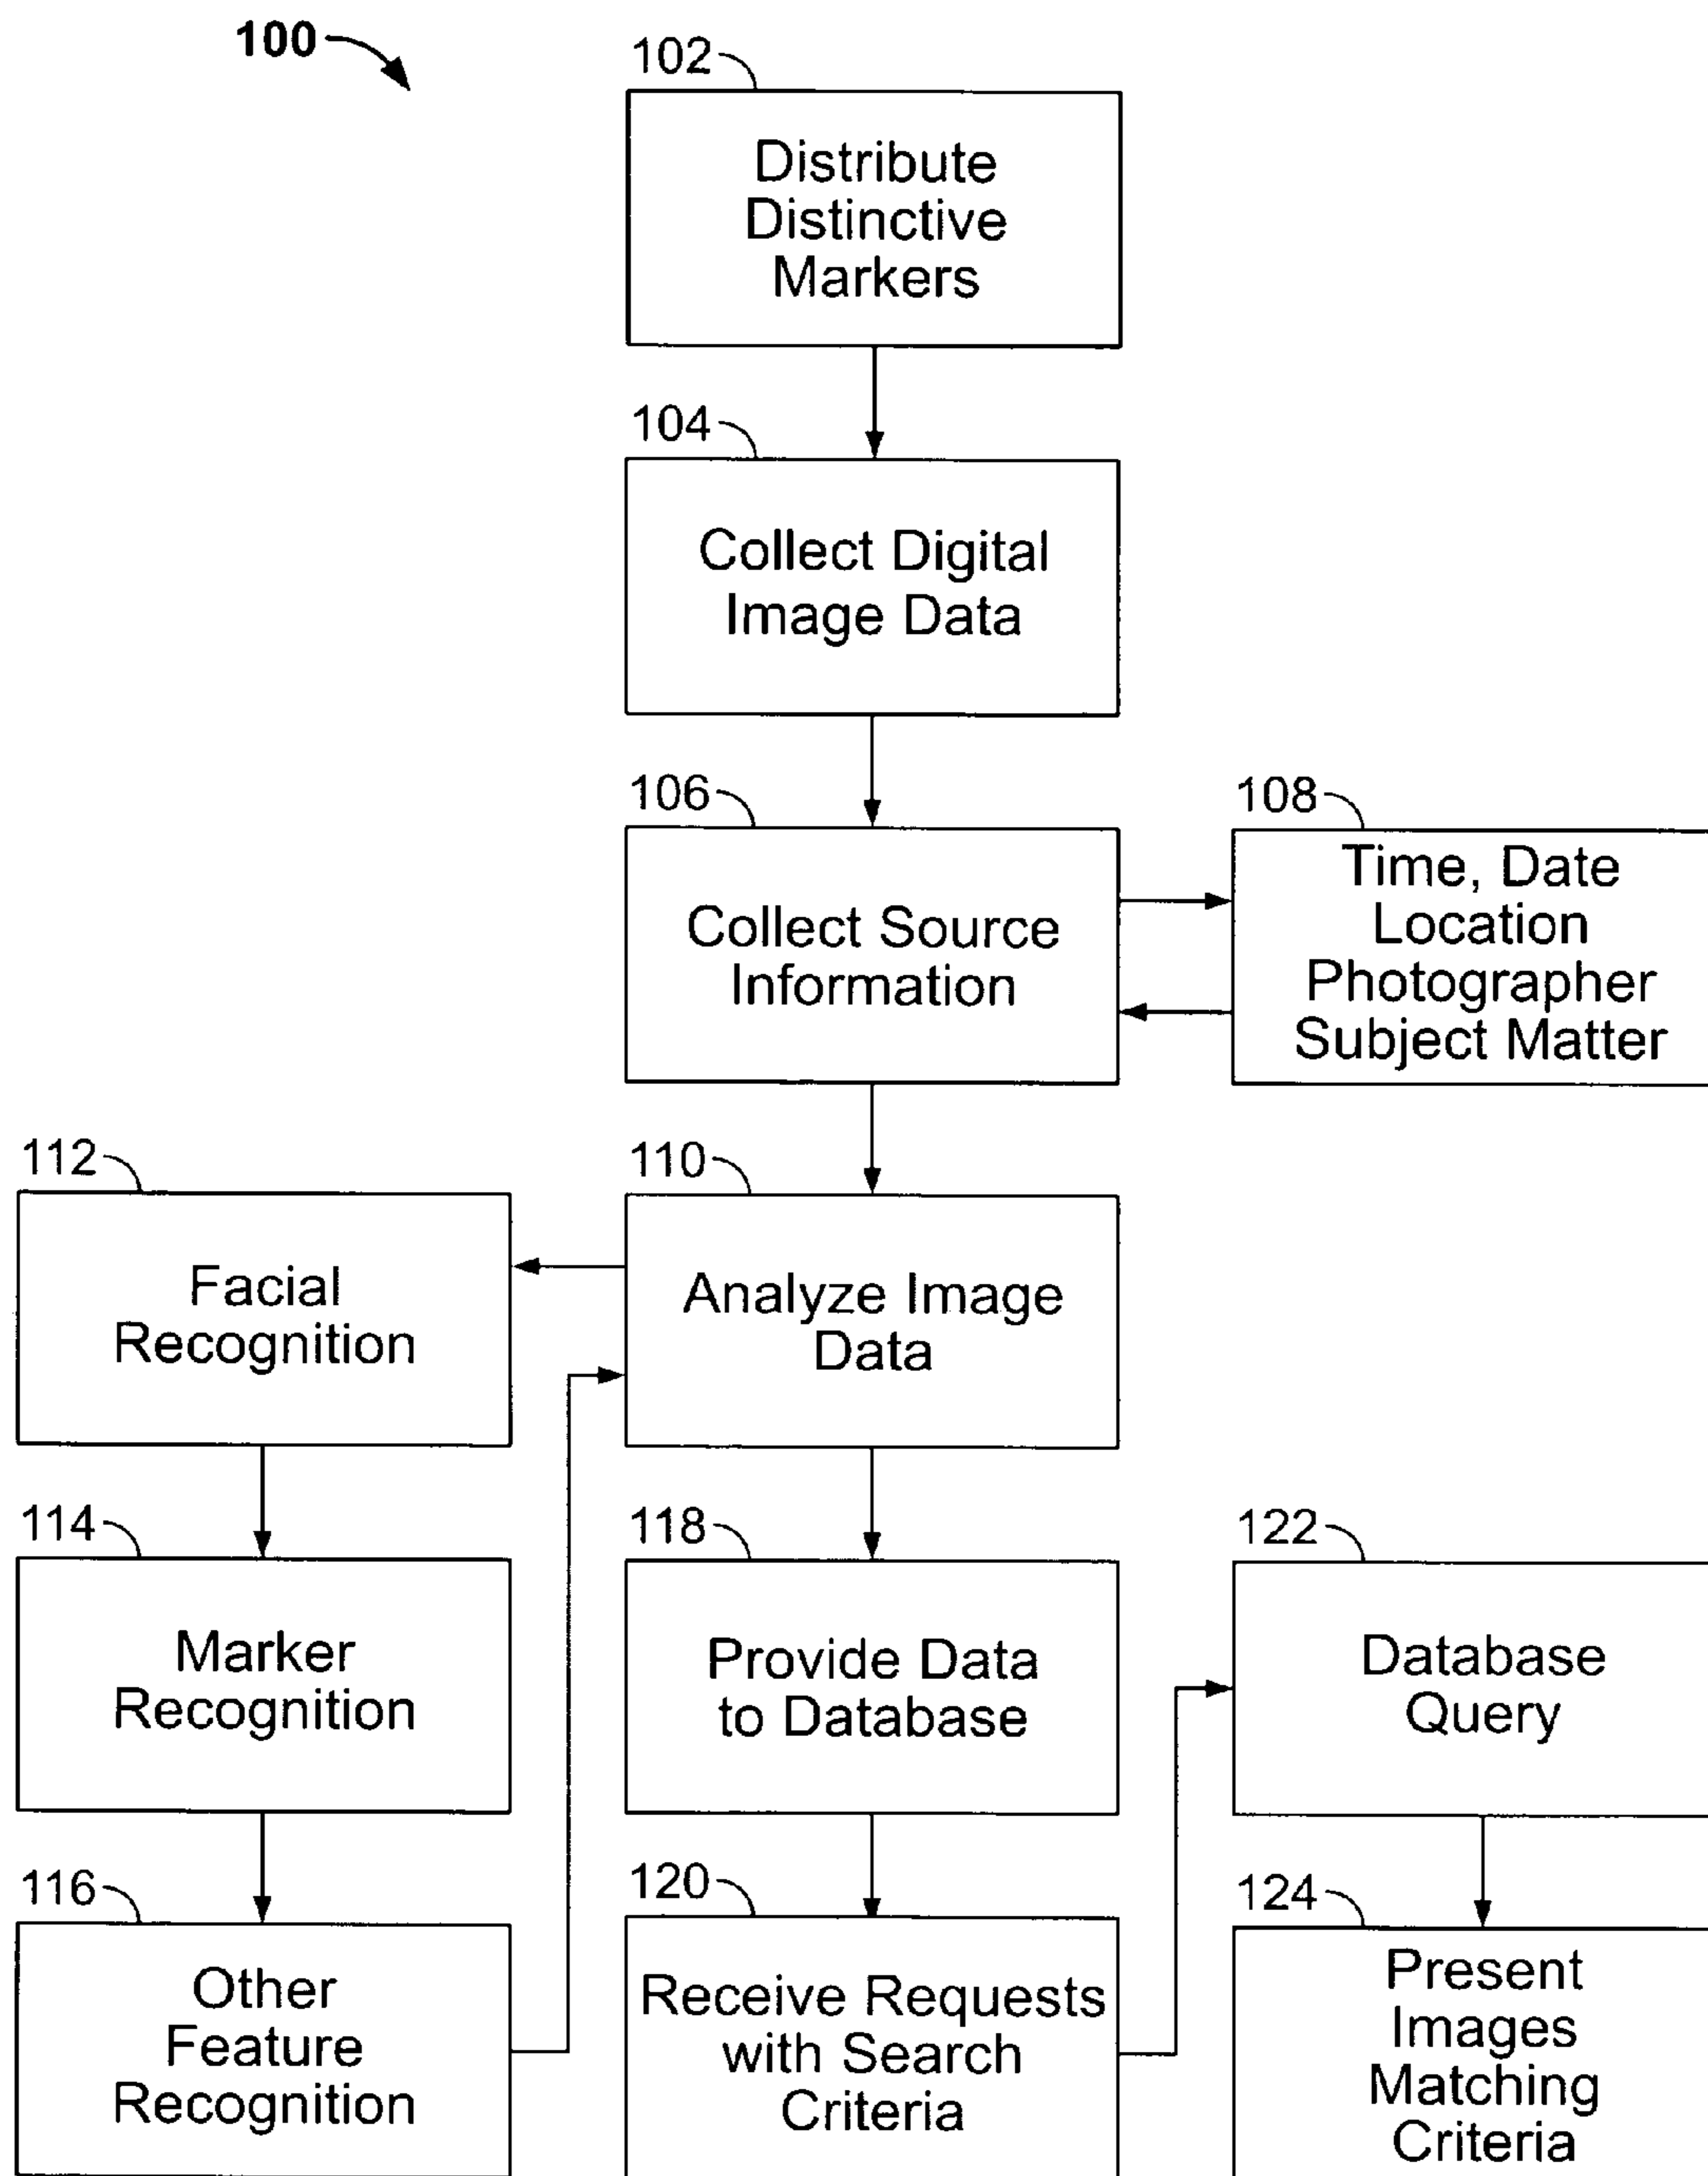 100
102
Distribute
Distinctive
Markers
104
Collect Digital
Image Data
106
Collect Source
Information
108
Time, Date
Location
Photographer
Subject Matter
110
Analyze Image
Data
112
Facial
Recognition
114
Marker
Recognition
116
Other
Feature
Recognition
118
Provide Data
to Database
120
Receive Requests
with Search
Criteria
122
Database
Query
124
Present
Images
Matching
Criteria